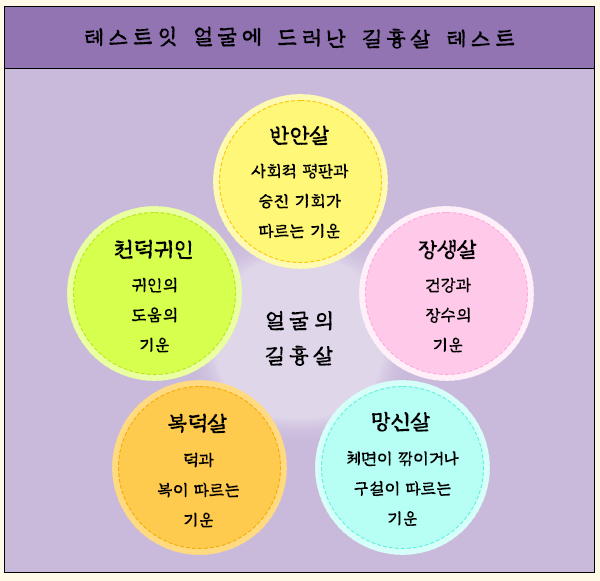 테스트잇 얼굴에 드러난 길흉살 테스트
반안살
사회적 평판과
승진 기회가
따르는 기운
천덕귀인
귀인의
도움의
기운
장생살
건강과
장수의
기운
얼굴의
길흉살
복덕살
덕과
복이 따르는
기운
망신살
체면이 깎이거나
구설이 따르는
기운